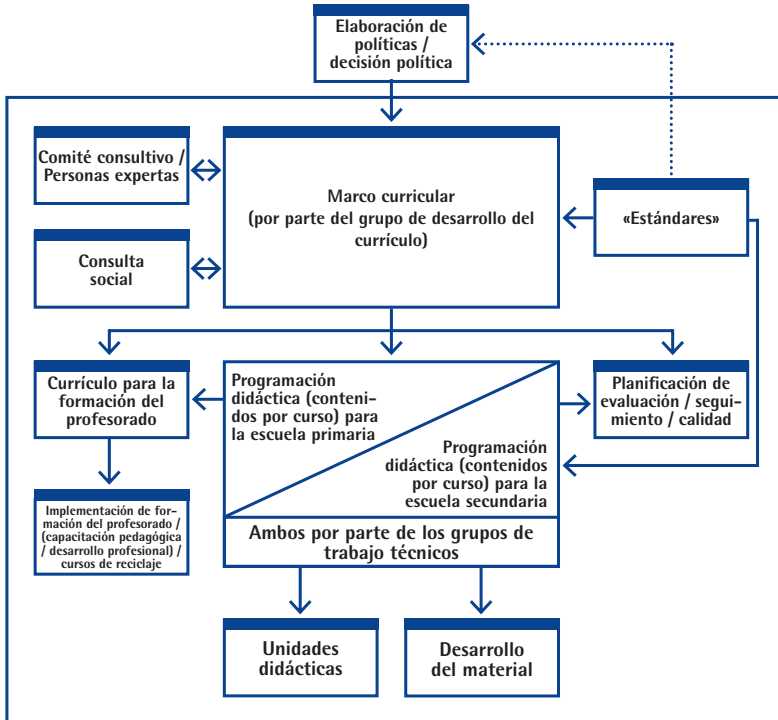 Elaboración de
políticas /
decisión política
Comité consultivo /
Personas expertas
Marco curricular
(por parte del grupo de desarrollo del
currículo)
«Estándares»
Consulta
social
Currículo para la
formación del
profesorado
Programación
didáctica (conteni-
dos por curso) para
la escuela primaria
Programación
didáctica (contenidos
por curso) para la
escuela secundaria
Planificación de
evaluación / segui-
miento / calidad
Implementación de for-
mación del profesorado /
(capacitación pedagógica
/ desarrollo profesional) /
cursos de reciclaje
Ambos por parte de los grupos de
trabajo técnicos
Unidades
didácticas
Desarrollo
del material